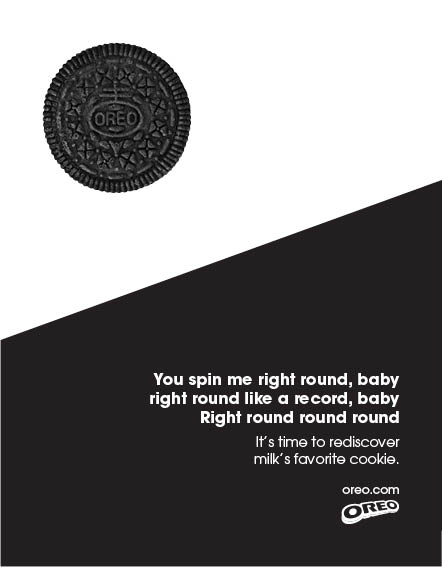 OREO
You spin me right round, baby
right round like a record, baby
Right round round round
It's time to rediscover
milk's favorite cookie.
oreo.com
OREO